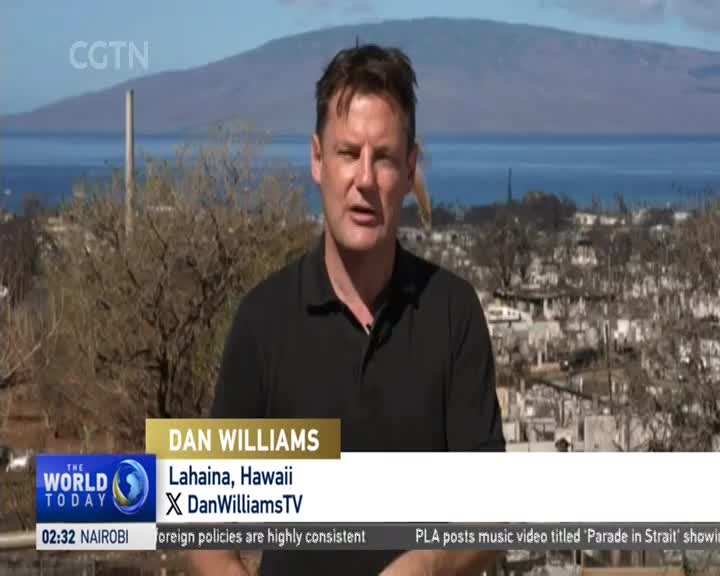 CGTN
DAN WILLIAMS
Lahaina, Hawaii
X DanWilliamsTV
THE
WORLD
TODAY
02:32 NAIROBI
foreign policies are highly consistent
PLA posts music video titled 'Parade in Strait' showin